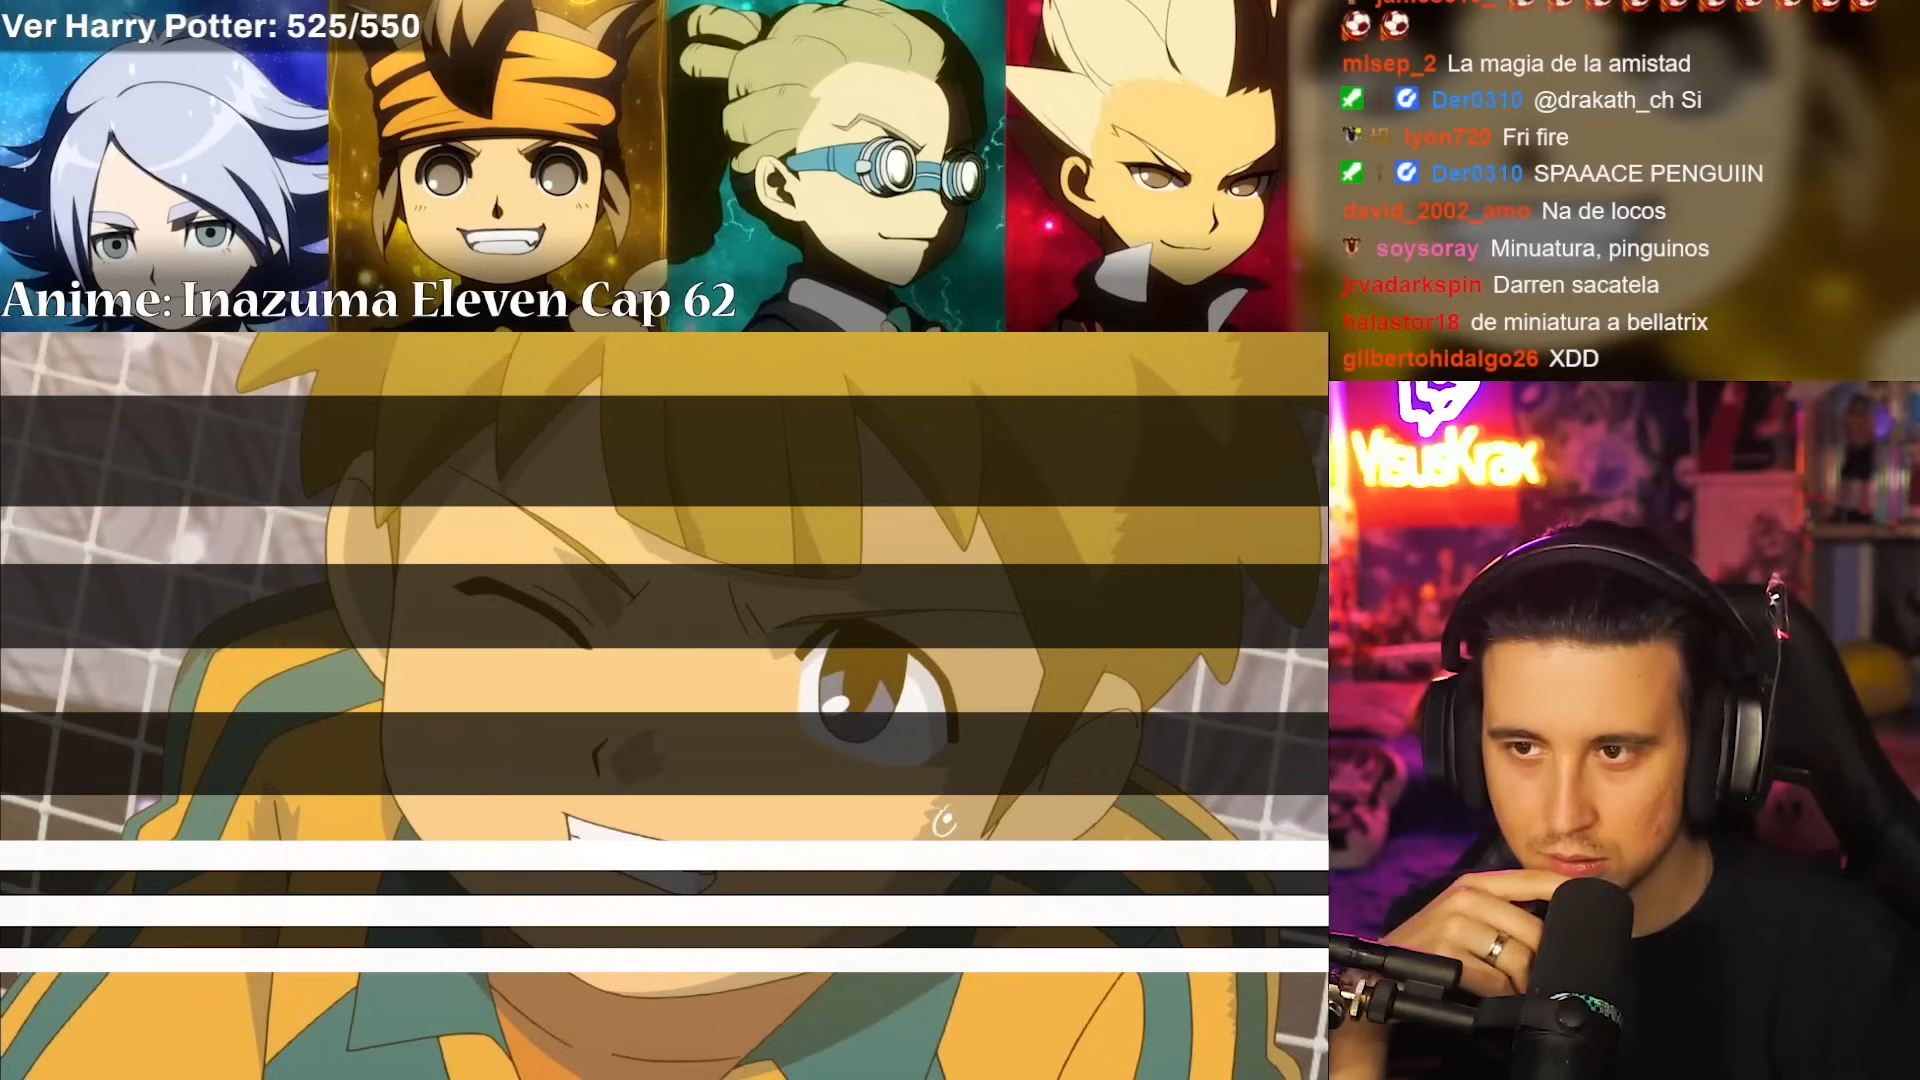 Ver Harry Potter: 525/550
Anime: Inazuma Eleven Cap 62
misep_2 La magia de la amistad
Der0310 @drakath_ch Si
lyon720 Fri fire
Der0310 SPAAACE PENGUIIN
david_2002_amo Na de locos
soysoray Minuatura, pinguinos
jrvadarkspin Darren sacatela
halastor18 de miniatura a bellatrix
gilbertohidalgo26 XDD
VisusKrax